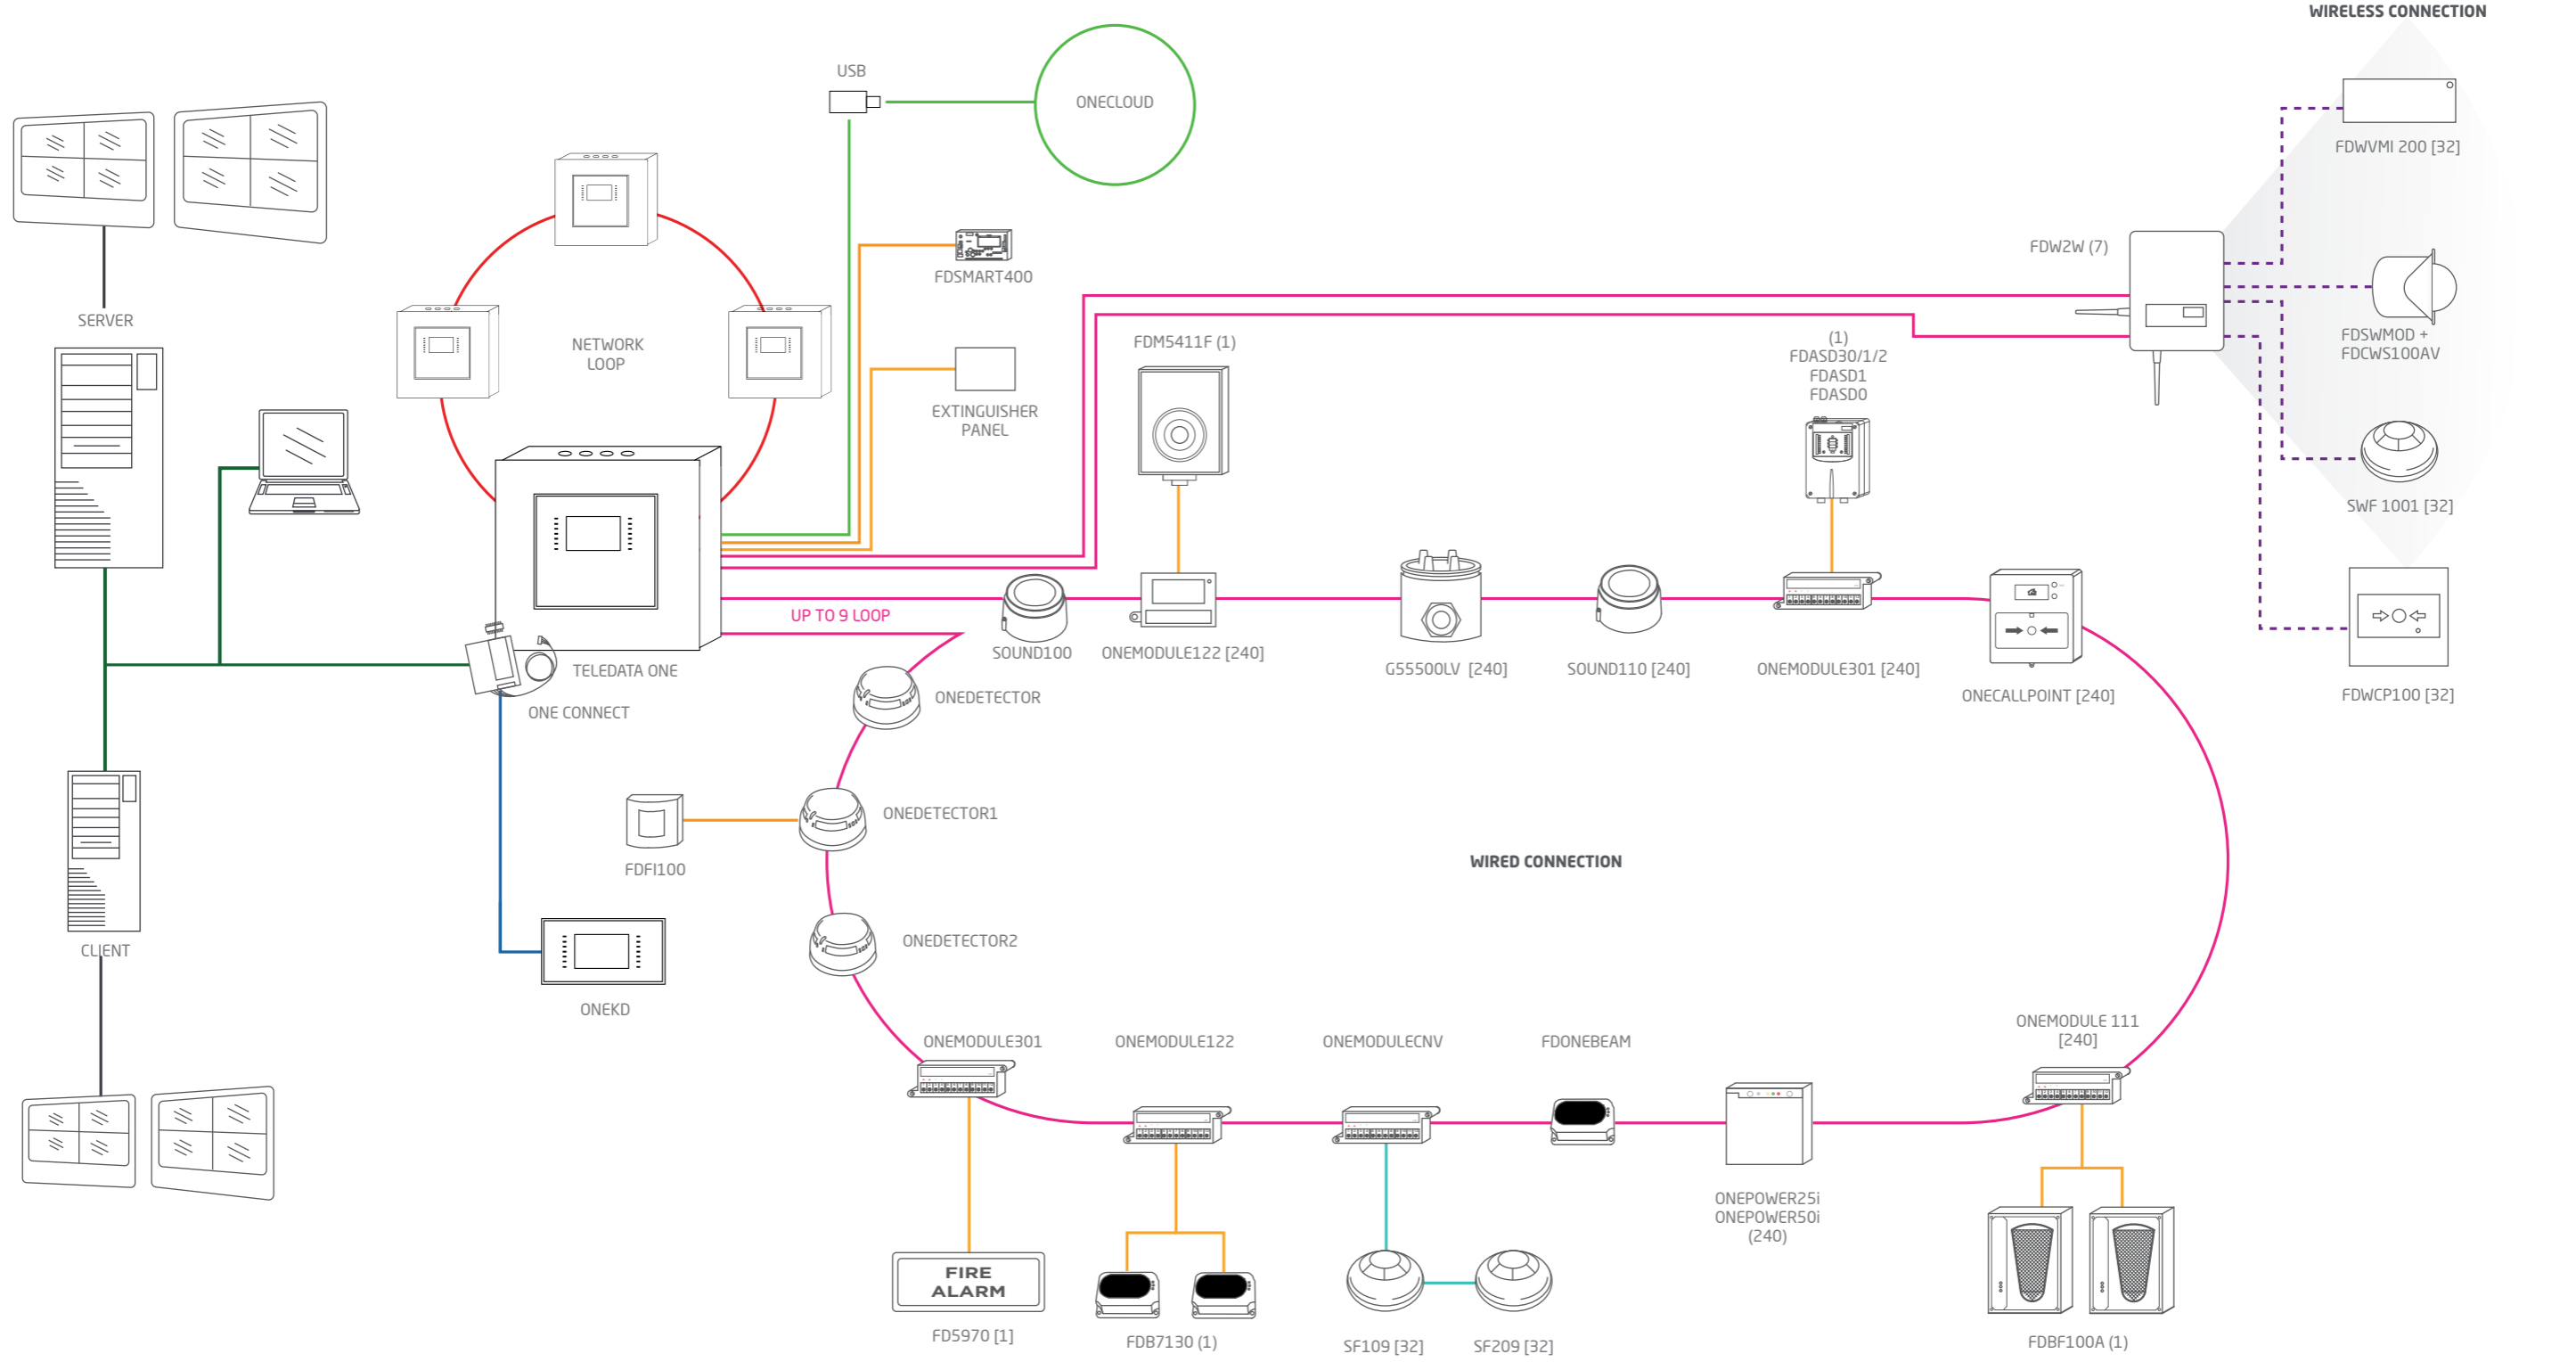 WIRELESS CONNECTION
USB
ONECLOUD
FDWVMI 200 [32]
FDSMART400
FDW2W (7)
SERVER
NETWORK
LOOP
FDM5411F (1)
(1)
FDASD30/1/2
FDASD1
FDASD0
FDSWMOD +
FDCWS100AV
EXTINGUISHER
PANEL
SWF 1001 [32]
UP TO 9 LOOP
SOUND100
ONEMODULE122 [240]
G55500LV [240]
SOUND110 [240]
ONEMODULE301 [240]
ONECALLPOINT [240]
FDWCP100 [32]
TELEDATA ONE
ONE CONNECT
ONEDETECTOR
ONEDETECTOR1
FDFI100
WIRED CONNECTION
ONEDETECTOR2
CLIENT
ONEKD
ONEMODULE301
ONEMODULE122
ONEMODULECNV
FDONEBEAM
ONEMODULE 111
[240]
ONEPOWER25i
ONEPOWER50i
(240)
FIRE
ALARM
FD5970 [1]
FDB7130 (1)
SF109 [32]
SF209 [32]
FDBF100A (1)